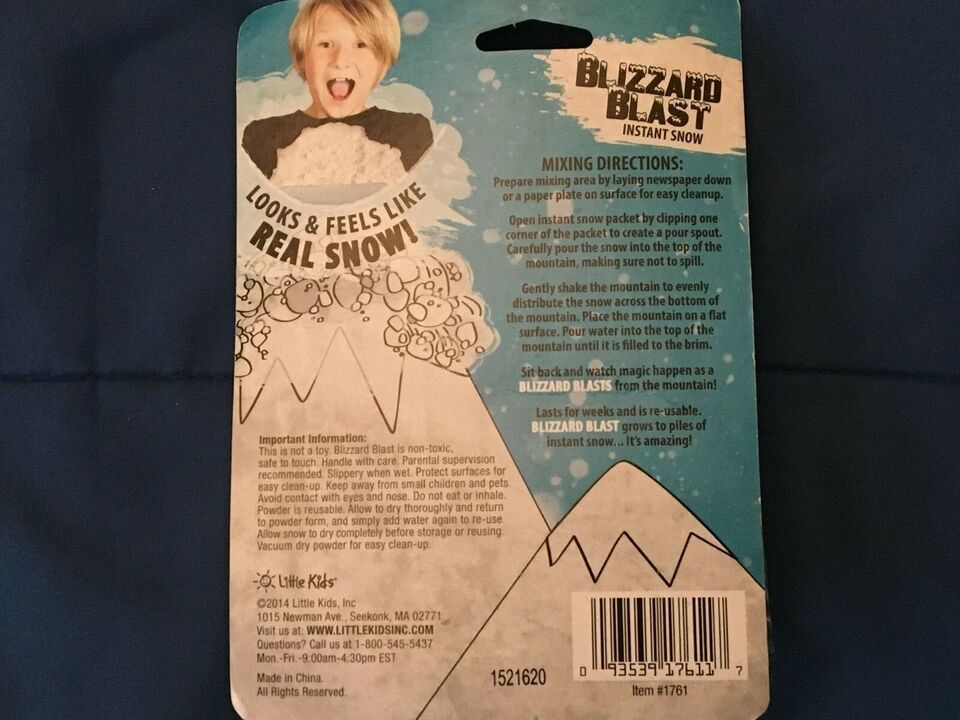 BLIZZARD
BLAST
INSTANT SNOW
LOOKS & FEELS LIKE
REAL SNOW!
MIXING DIRECTIONS:
Prepare mixing area by laying newspaper down
or a paper plate on surface for easy cleanup.
Open instant snow packet by clipping one
corner of the packet to create a pour spout.
Carefully pour the snow into the top of the
mountain, making sure not to spill.
Gently shake the mountain to evenly
distribute the snow across the bottom of
the mountain. Place the mountain on a flat
surface. Pour water into the top of the
mountain until it is filled to the brim.
Sit back and watch magic happen as a
BLIZZARD BLASTS from the mountain!
Lasts for weeks and is re-usable.
BLIZZARD BLAST grows to piles of
instant snow... It's amazing!
Important Information:
This is not a toy. Blizzard Blast is non-toxic,
safe to touch. Handle with care. Parental supervision
recommended. Slippery when wet. Protect surfaces for
easy clean-up. Keep away from small children and pets.
Avoid contact with eyes and nose. Do not eat or inhale.
Powder is reusable. Allow to dry thoroughly and return
to powder form, and simply add water again to re-use.
Allow snow to dry completely before storage or reusing.
Vacuum dry powder for easy clean-up.
Little Kids
©2014 Little Kids, Inc
1015 Newman Ave., Seekonk, MA 02771
Visit us at: WWW.LITTLEKIDSINC.COM
Questions? Call us at 1-800-545-5437
Mon.-Fri.-9:00am-4:30pm EST
Made in China.
All Rights Reserved.
1521620
0 93539 17611 7
Item #1761